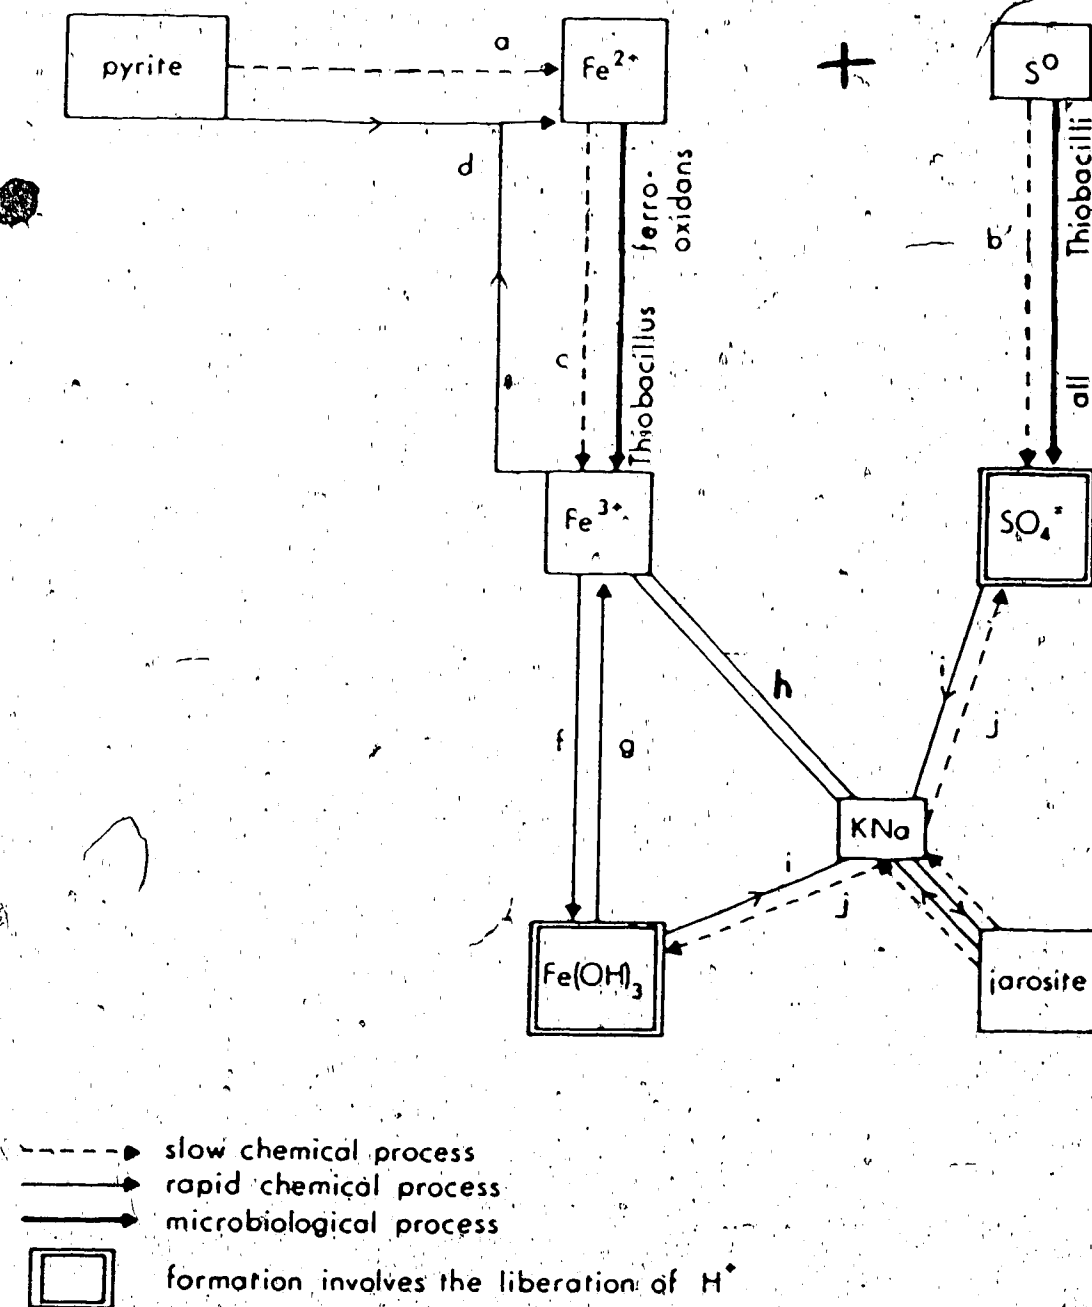 pyrite
a
Fe²⁺
+
S⁰
d
c
Thiobacillus ferro-
oxidans
b
all Thiobacilli
Fe³⁺
SO₄⁼
f
g
h
i
j
KNa
i
j
Fe(OH)₃
jarosite
slow chemical process
rapid chemical process
microbiological process
formation involves the liberation of H⁺